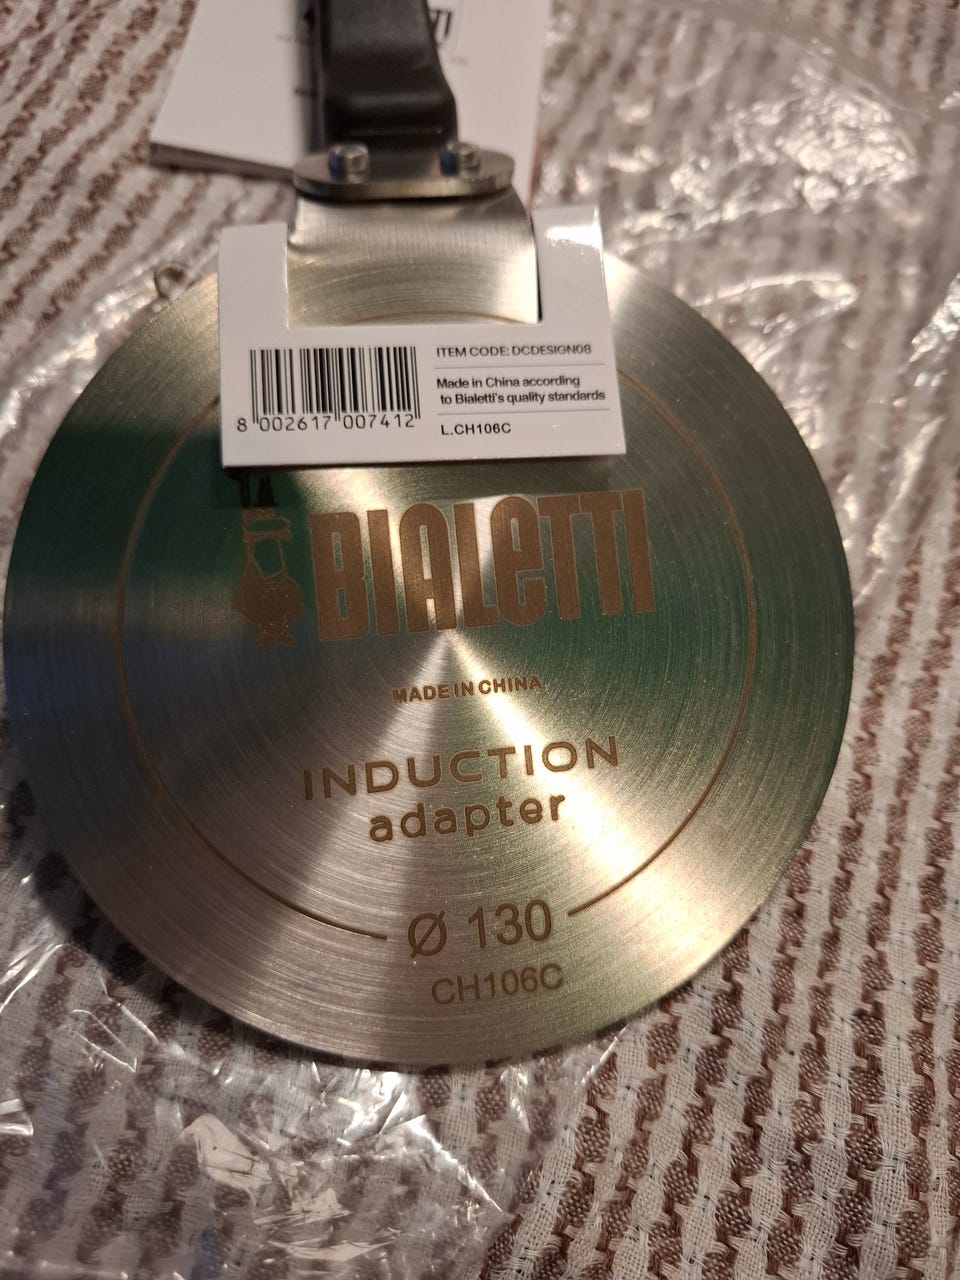 ITEM CODE: DCDESIGN08
Made in China according
to Bialetti's quality standards
L.CH106C
8 002617 007412
BIALETTI
MADE IN CHINA
INDUCTION
adapter
Ø 130
CH106C